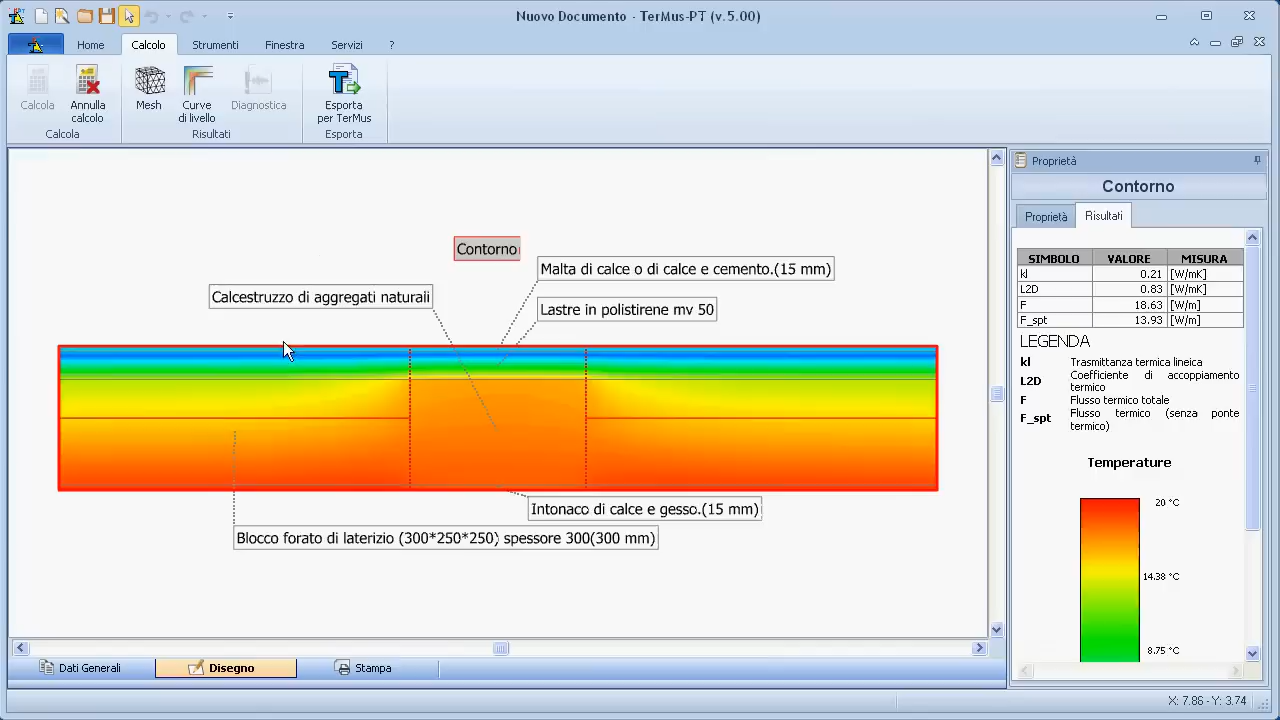 Nuovo Documento - TerMus-PT (v.5.00)
Home Calcolo Strumenti Finestra Servizi ?
Calcola
Annulla
calcolo
Calcola
Mesh
Curve
di livello
Diagnostica
Risultati
Esporta
per TerMus
Esporta
Contorno
Malta di calce o di calce e cemento.(15 mm)
Calcestruzzo di aggregati naturali
Lastre in polistirene mv 50
Intonaco di calce e gesso.(15 mm)
Blocco forato di laterizio (300*250*250) spessore 300(300 mm)
Proprietà
Contorno
Proprietà Risultati
SIMBOLO VALORE MISURA
kl 0.21 [W/mK]
L2D 0.83 [W/mK]
F 18.63 [W/m]
F_spt 13.93 [W/m]
LEGENDA
kl Trasmittanza termica lineica
L2D Coefficiente di accoppiamento
termico
F Flusso termico totale
F_spt Flusso termico (senza ponte
termico)
Temperature
20 °C
14.38 °C
8.75 °C
Dati Generali Disegno Stampa
X: 7.86 - Y: 3.74